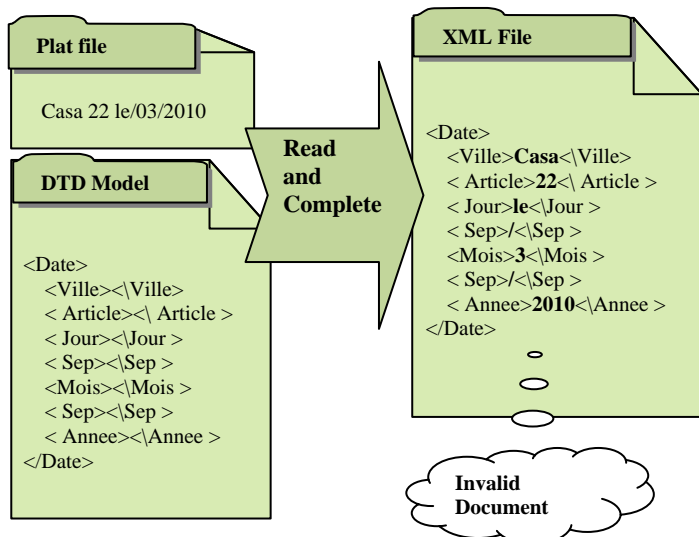 Plat file
Casa 22 le/03/2010
DTD Model
<Date>
<Ville><\Ville>
< Article><\ Article >
< Jour><\Jour >
< Sep><\Sep >
<Mois><\Mois >
< Sep><\Sep >
< Annee><\Annee >
</Date>
Read
and
Complete
XML File
<Date>
<Ville>Casa<\Ville>
< Article>22<\ Article >
< Jour>le<\Jour >
< Sep>/<\Sep >
<Mois>3<\Mois >
< Sep>/<\Sep >
< Annee>2010<\Annee >
</Date>
Invalid
Document